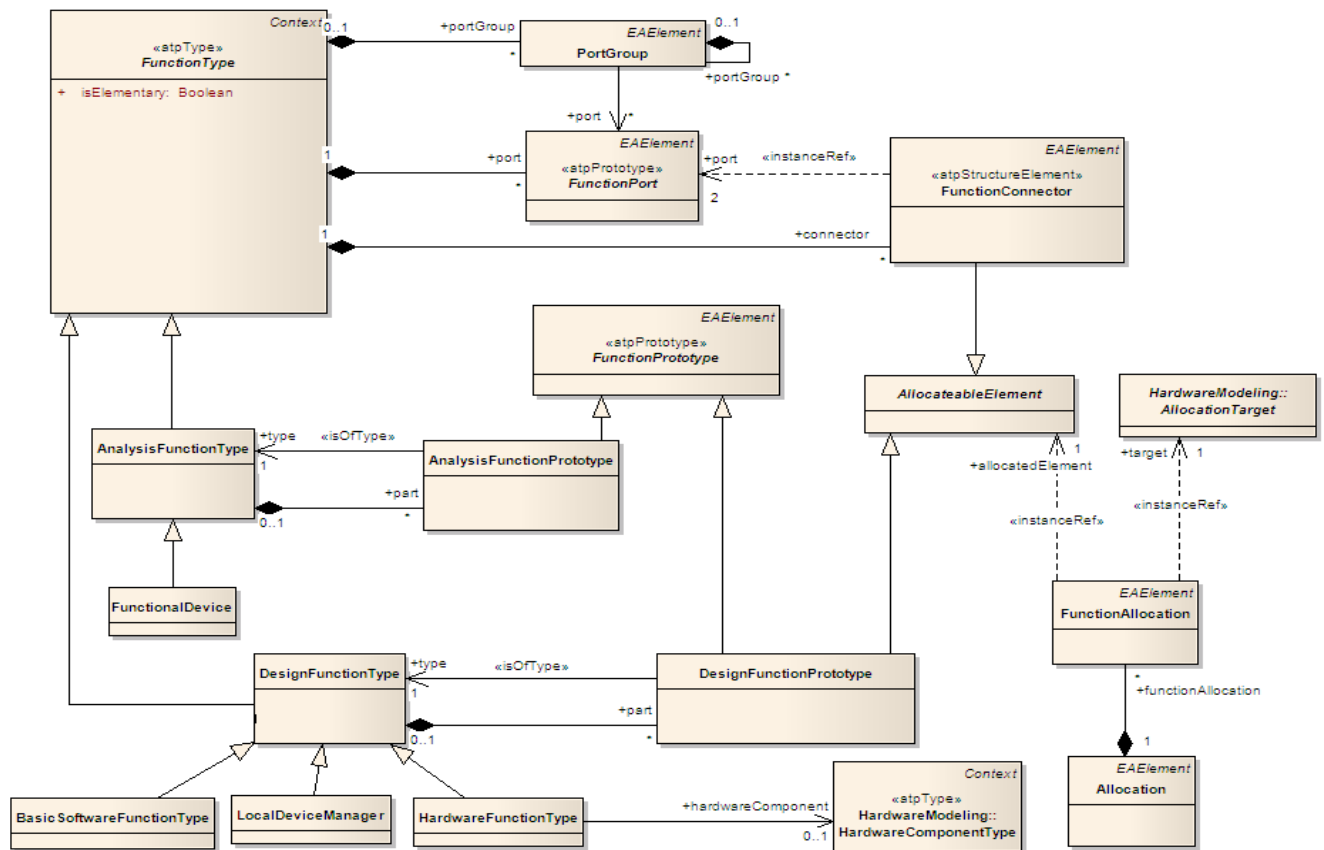 Context
«atpType»
FunctionType
+ isElementary: Boolean
0..1
+portGroup
*
EAElement
PortGroup
0..1
+portGroup *
+port
*
1
+port
*
EAElement
«atpPrototype»
FunctionPort
+port
«instanceRef»
2
EAElement
«atpStructureElement»
FunctionConnector
1
+connector
*
EAElement
«atpPrototype»
FunctionPrototype
AllocateableElement
HardwareModeling::
AllocationTarget
AnalysisFunctionType
+type
«isOfType»
1
AnalysisFunctionPrototype
+part
0..1
*
1
+allocatedElement
+target
1
«instanceRef»
«instanceRef»
FunctionalDevice
EAElement
FunctionAllocation
DesignFunctionType
+type
«isOfType»
1
DesignFunctionPrototype
+part
0..1
*
*
+functionAllocation
1
EAElement
Allocation
BasicSoftwareFunctionType
LocalDeviceManager
HardwareFunctionType
+hardwareComponent
0..1
Context
«atpType»
HardwareModeling::
HardwareComponentType